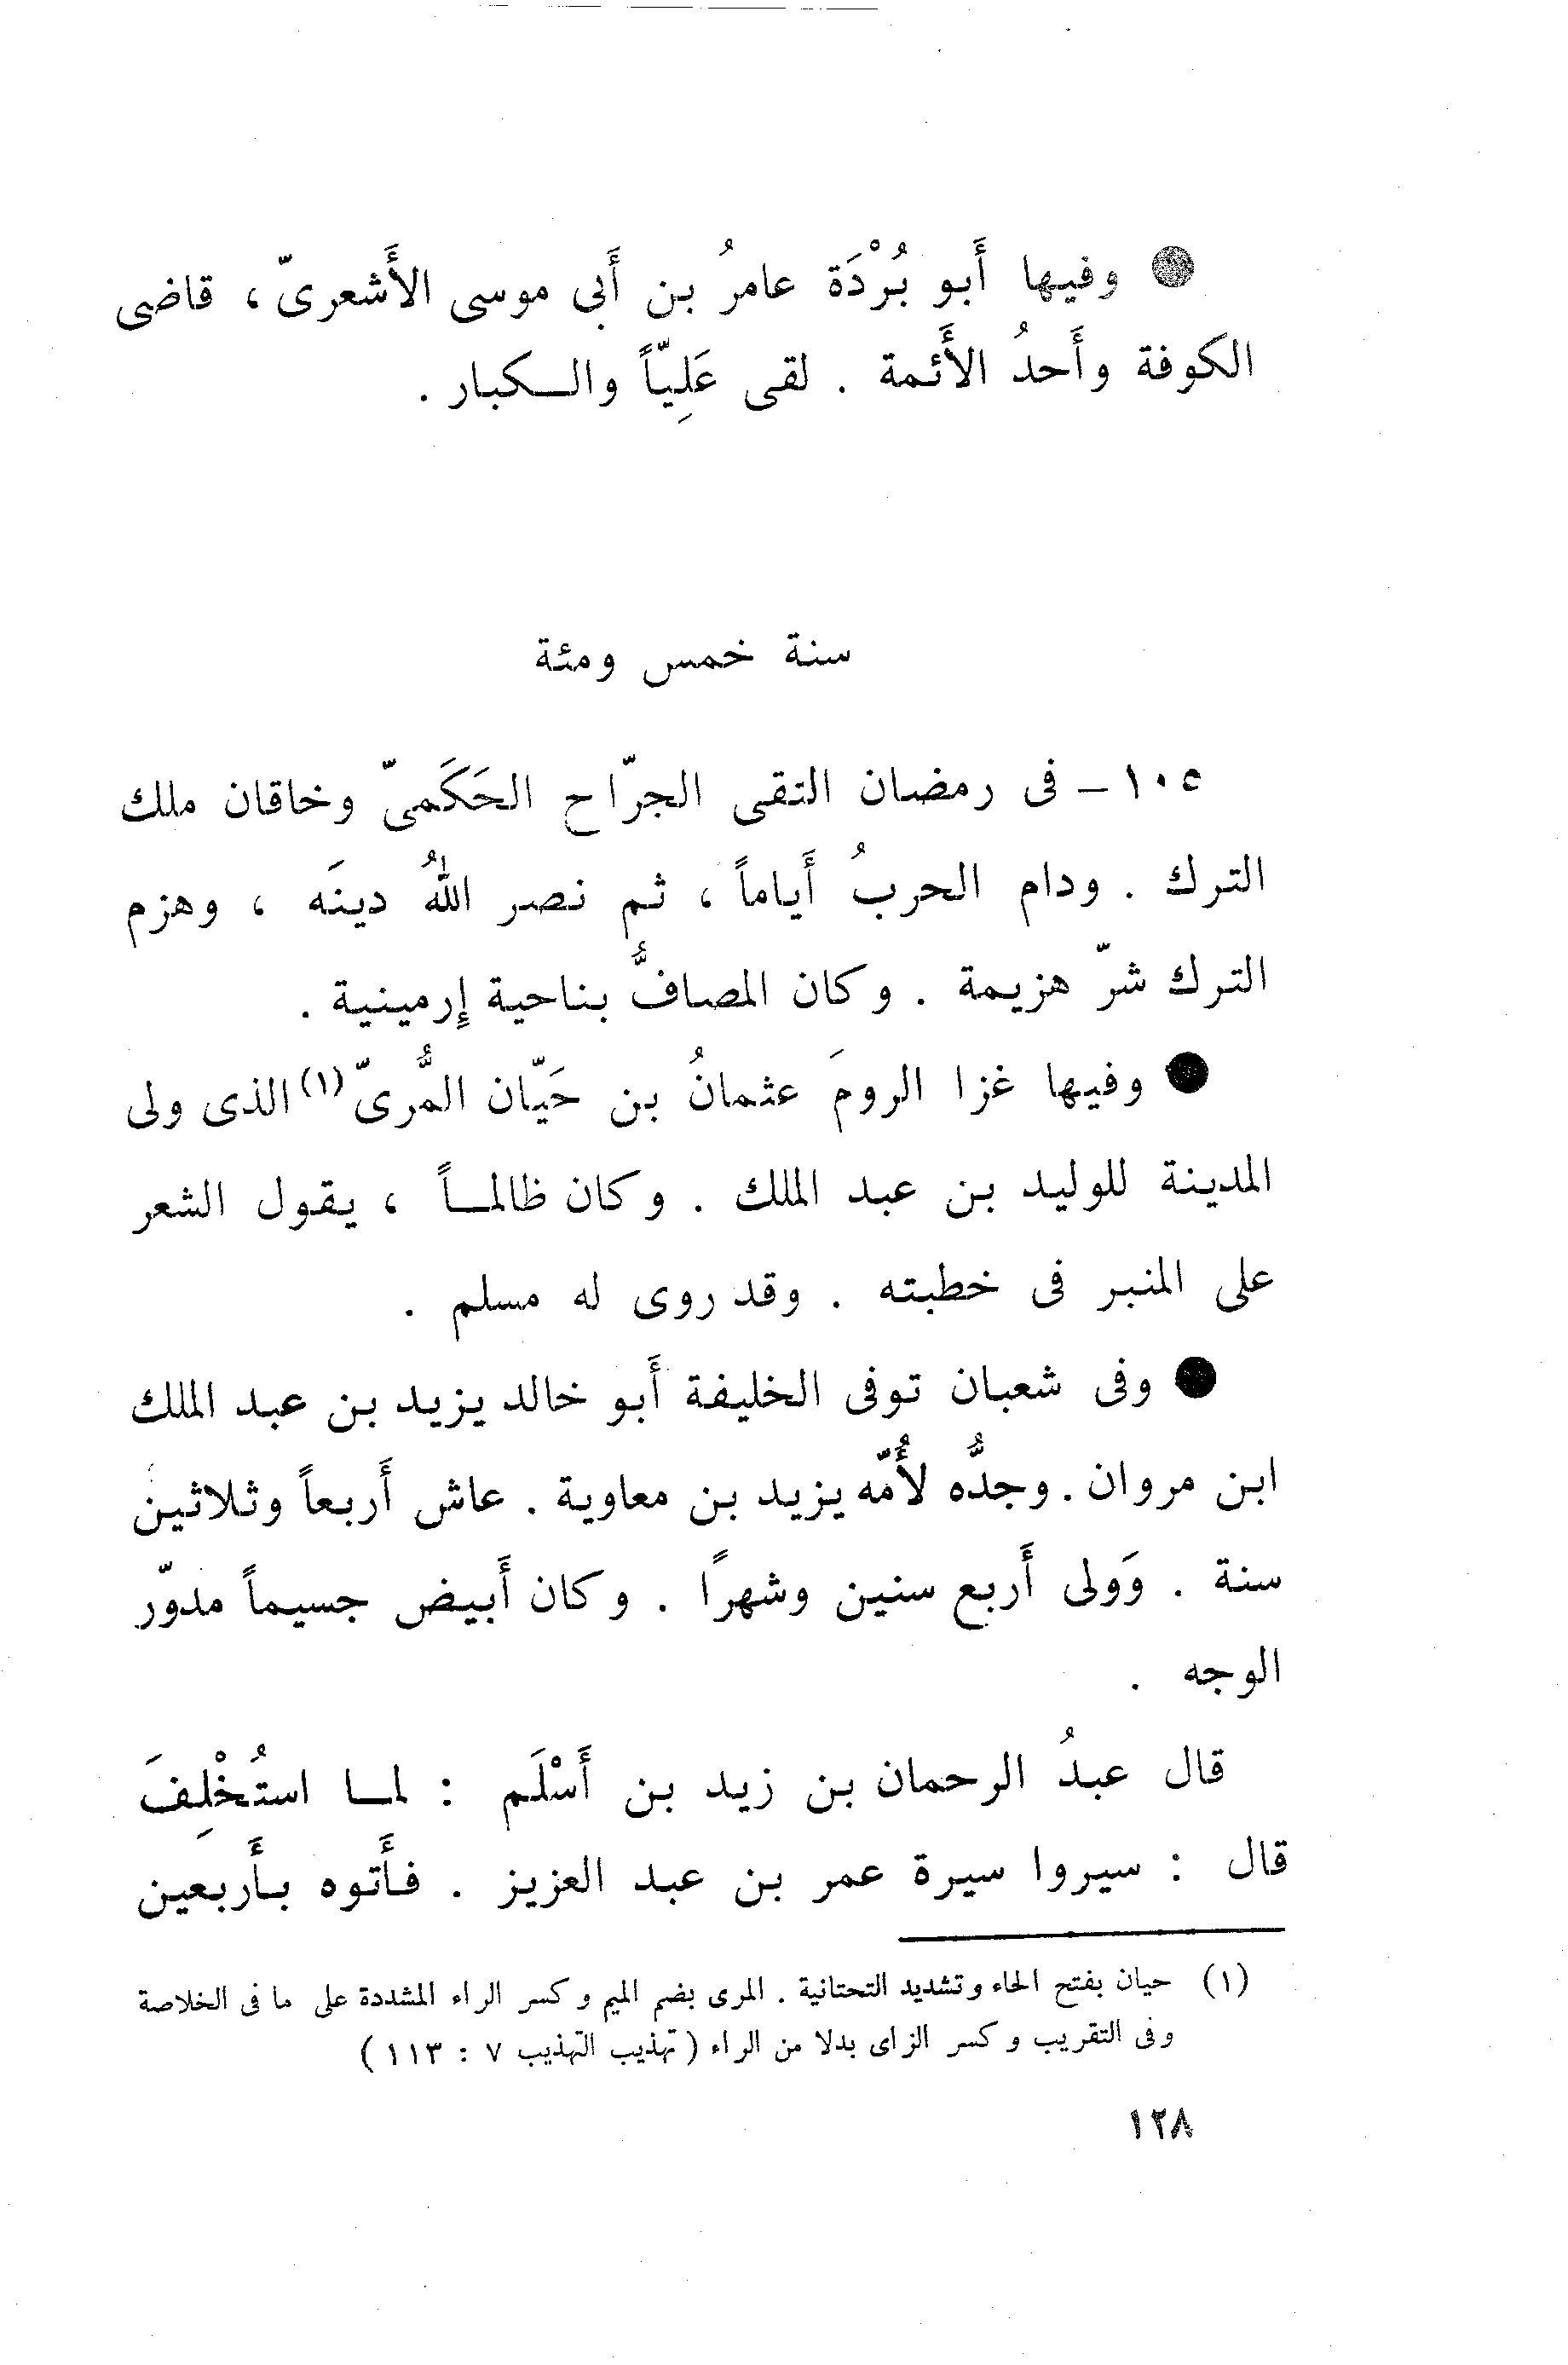 ● وفيها أَبو بُرْدَة عامرُ بن أَبى موسى الأَشعرىّ ، قاضى
الكوفة وأَحدُ الأَئمة . لقى عَلِيّاً والكبار .
سنة خمس ومئة
١٠٥ – فى رمضان التقى الجرّاح الحَكَمىّ وخاقان ملك
الترك . ودام الحربُ أَياماً ، ثم نصر اللهُ دينَه ، وهزم
الترك شرّ هزيمة . وكان المصافُّ بناحية إِرمينية .
● وفيها غزا الرومَ عثمانُ بن حَيّان المُّرىّ (١) الذى ولى
المدينة للوليد بن عبد الملك . وكان ظالمـاً ، يقول الشعر
على المنبر فى خطبته . وقد روى له مسلم .
● وفى شعبان توفى الخليفة أَبو خالد يزيد بن عبد الملك
ابن مروان . وجدُّه لأُمّه يزيد بن معاوية . عاش أَربعاً وثلاثين
سنة . وَولى أَربع سنين وشهرًا . وكان أَبيض جسيماً مدوّر
الوجه .
قال عبدُ الرحمان بن زيد بن أَسْلَم : لمـا استُخْلِفَ
قال : سيروا سيرة عمر بن عبد العزيز . فأَتوه بأَربعين
(١) حيان بفتح الحاء وتشديد التحتانية . المرى بضم الميم وكسر الراء المشددة على ما فى الخلاصة
وفى التقريب وكسر الزاى بدلا من الراء ( تهذيب التهذيب ٧ : ١١٣ )
١٢٨